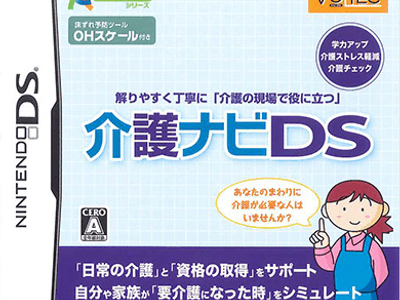 シリーズ
床ずれ予防ツール
OHスケール付き
学力アップ
介護ストレス軽減
介護チェック
解りやすく丁寧に「介護の現場で役に立つ」
介護ナビDS
NINTENDO DS
あなたのまわりに
介護が必要な人は
いませんか?
CERO
A
全年齢対象
「日常の介護」と「資格の取得」をサポート
自分や家族が「要介護になった時」をシミュレート